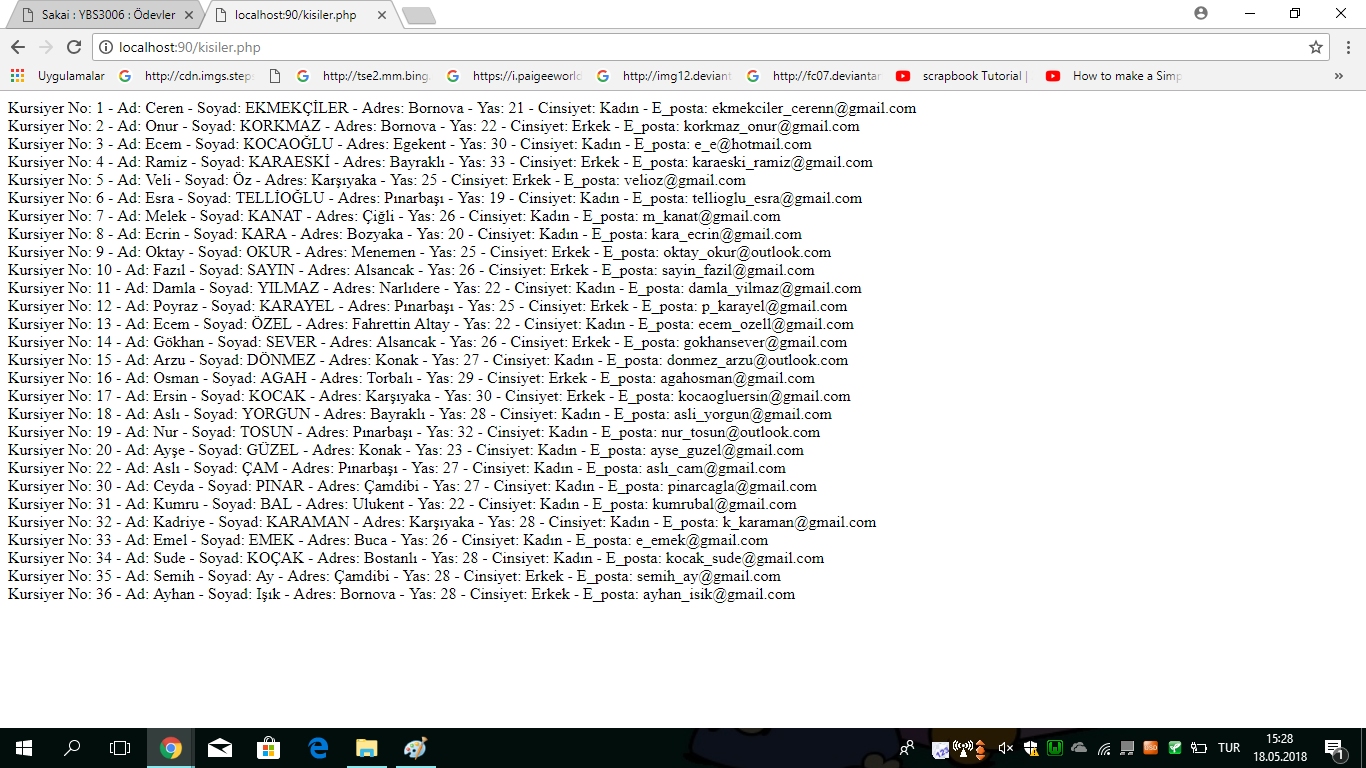 Sakai : YBS3006 : Ödevler
localhost:90/kisiler.php
localhost:90/kisiler.php
Uygulamalar http://cdn.imgs.steps http://tse2.mm.bing. https://i.paigeeworld http://img12.deviant http://fc07.deviantar scrapbook Tutorial | How to make a Simp »
Kursiyer No: 1 - Ad: Ceren - Soyad: EKMEKÇİLER - Adres: Bornova - Yas: 21 - Cinsiyet: Kadın - E_posta: ekmekciler_cerenn@gmail.com
Kursiyer No: 2 - Ad: Onur - Soyad: KORKMAZ - Adres: Bornova - Yas: 22 - Cinsiyet: Erkek - E_posta: korkmaz_onur@gmail.com
Kursiyer No: 3 - Ad: Ecem - Soyad: KOCAOĞLU - Adres: Egekent - Yas: 30 - Cinsiyet: Kadın - E_posta: e_e@hotmail.com
Kursiyer No: 4 - Ad: Ramiz - Soyad: KARAESKİ - Adres: Bayraklı - Yas: 33 - Cinsiyet: Erkek - E_posta: karaeski_ramiz@gmail.com
Kursiyer No: 5 - Ad: Veli - Soyad: Öz - Adres: Karşıyaka - Yas: 25 - Cinsiyet: Erkek - E_posta: velioz@gmail.com
Kursiyer No: 6 - Ad: Esra - Soyad: TELLİOĞLU - Adres: Pınarbaşı - Yas: 19 - Cinsiyet: Kadın - E_posta: tellioglu_esra@gmail.com
Kursiyer No: 7 - Ad: Melek - Soyad: KANAT - Adres: Çiğli - Yas: 26 - Cinsiyet: Kadın - E_posta: m_kanat@gmail.com
Kursiyer No: 8 - Ad: Ecrin - Soyad: KARA - Adres: Bozyaka - Yas: 20 - Cinsiyet: Kadın - E_posta: kara_ecrin@gmail.com
Kursiyer No: 9 - Ad: Oktay - Soyad: OKUR - Adres: Menemen - Yas: 25 - Cinsiyet: Erkek - E_posta: oktay_okur@outlook.com
Kursiyer No: 10 - Ad: Fazıl - Soyad: SAYIN - Adres: Alsancak - Yas: 26 - Cinsiyet: Erkek - E_posta: sayin_fazil@gmail.com
Kursiyer No: 11 - Ad: Damla - Soyad: YILMAZ - Adres: Narlıdere - Yas: 22 - Cinsiyet: Kadın - E_posta: damla_yilmaz@gmail.com
Kursiyer No: 12 - Ad: Poyraz - Soyad: KARAYEL - Adres: Pınarbaşı - Yas: 25 - Cinsiyet: Erkek - E_posta: p_karayel@gmail.com
Kursiyer No: 13 - Ad: Ecem - Soyad: ÖZEL - Adres: Fahrettin Altay - Yas: 22 - Cinsiyet: Kadın - E_posta: ecem_ozell@gmail.com
Kursiyer No: 14 - Ad: Gökhan - Soyad: SEVER - Adres: Alsancak - Yas: 26 - Cinsiyet: Erkek - E_posta: gokhansever@gmail.com
Kursiyer No: 15 - Ad: Arzu - Soyad: DÖNMEZ - Adres: Konak - Yas: 27 - Cinsiyet: Kadın - E_posta: donmez_arzu@outlook.com
Kursiyer No: 16 - Ad: Osman - Soyad: AGAH - Adres: Torbalı - Yas: 29 - Cinsiyet: Erkek - E_posta: agahosman@gmail.com
Kursiyer No: 17 - Ad: Ersin - Soyad: KOCAK - Adres: Karşıyaka - Yas: 30 - Cinsiyet: Erkek - E_posta: kocaogluersin@gmail.com
Kursiyer No: 18 - Ad: Aslı - Soyad: YORGUN - Adres: Bayraklı - Yas: 28 - Cinsiyet: Kadın - E_posta: asli_yorgun@gmail.com
Kursiyer No: 19 - Ad: Nur - Soyad: TOSUN - Adres: Pınarbaşı - Yas: 32 - Cinsiyet: Kadın - E_posta: nur_tosun@outlook.com
Kursiyer No: 20 - Ad: Ayşe - Soyad: GÜZEL - Adres: Konak - Yas: 23 - Cinsiyet: Kadın - E_posta: ayse_guzel@gmail.com
Kursiyer No: 22 - Ad: Aslı - Soyad: ÇAM - Adres: Pınarbaşı - Yas: 27 - Cinsiyet: Kadın - E_posta: aslı_cam@gmail.com
Kursiyer No: 30 - Ad: Ceyda - Soyad: PINAR - Adres: Çamdibi - Yas: 27 - Cinsiyet: Kadın - E_posta: pinarcagla@gmail.com
Kursiyer No: 31 - Ad: Kumru - Soyad: BAL - Adres: Ulukent - Yas: 22 - Cinsiyet: Kadın - E_posta: kumrubal@gmail.com
Kursiyer No: 32 - Ad: Kadriye - Soyad: KARAMAN - Adres: Karşıyaka - Yas: 28 - Cinsiyet: Kadın - E_posta: k_karaman@gmail.com
Kursiyer No: 33 - Ad: Emel - Soyad: EMEK - Adres: Buca - Yas: 26 - Cinsiyet: Kadın - E_posta: e_emek@gmail.com
Kursiyer No: 34 - Ad: Sude - Soyad: KOÇAK - Adres: Bostanlı - Yas: 28 - Cinsiyet: Kadın - E_posta: kocak_sude@gmail.com
Kursiyer No: 35 - Ad: Semih - Soyad: Ay - Adres: Çamdibi - Yas: 28 - Cinsiyet: Erkek - E_posta: semih_ay@gmail.com
Kursiyer No: 36 - Ad: Ayhan - Soyad: Işık - Adres: Bornova - Yas: 28 - Cinsiyet: Erkek - E_posta: ayhan_isik@gmail.com
TUR
15:28
18.05.2018
1